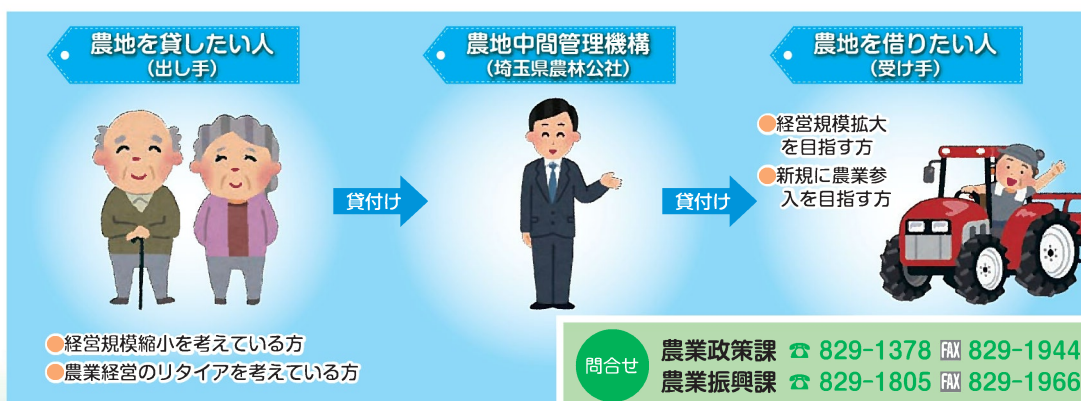 農地を貸したい人
（出し手）
農地中間管理機構
（埼玉県農林公社）
農地を借りたい人
（受け手）
貸付け
貸付け
●経営規模拡大
を目指す方
●新規に農業参
入を目指す方
●経営規模縮小を考えている方
●農業経営のリタイアを考えている方
問合せ
農業政策課 ☎ 829-1378 FAX 829-1944
農業振興課 ☎ 829-1805 FAX 829-1966